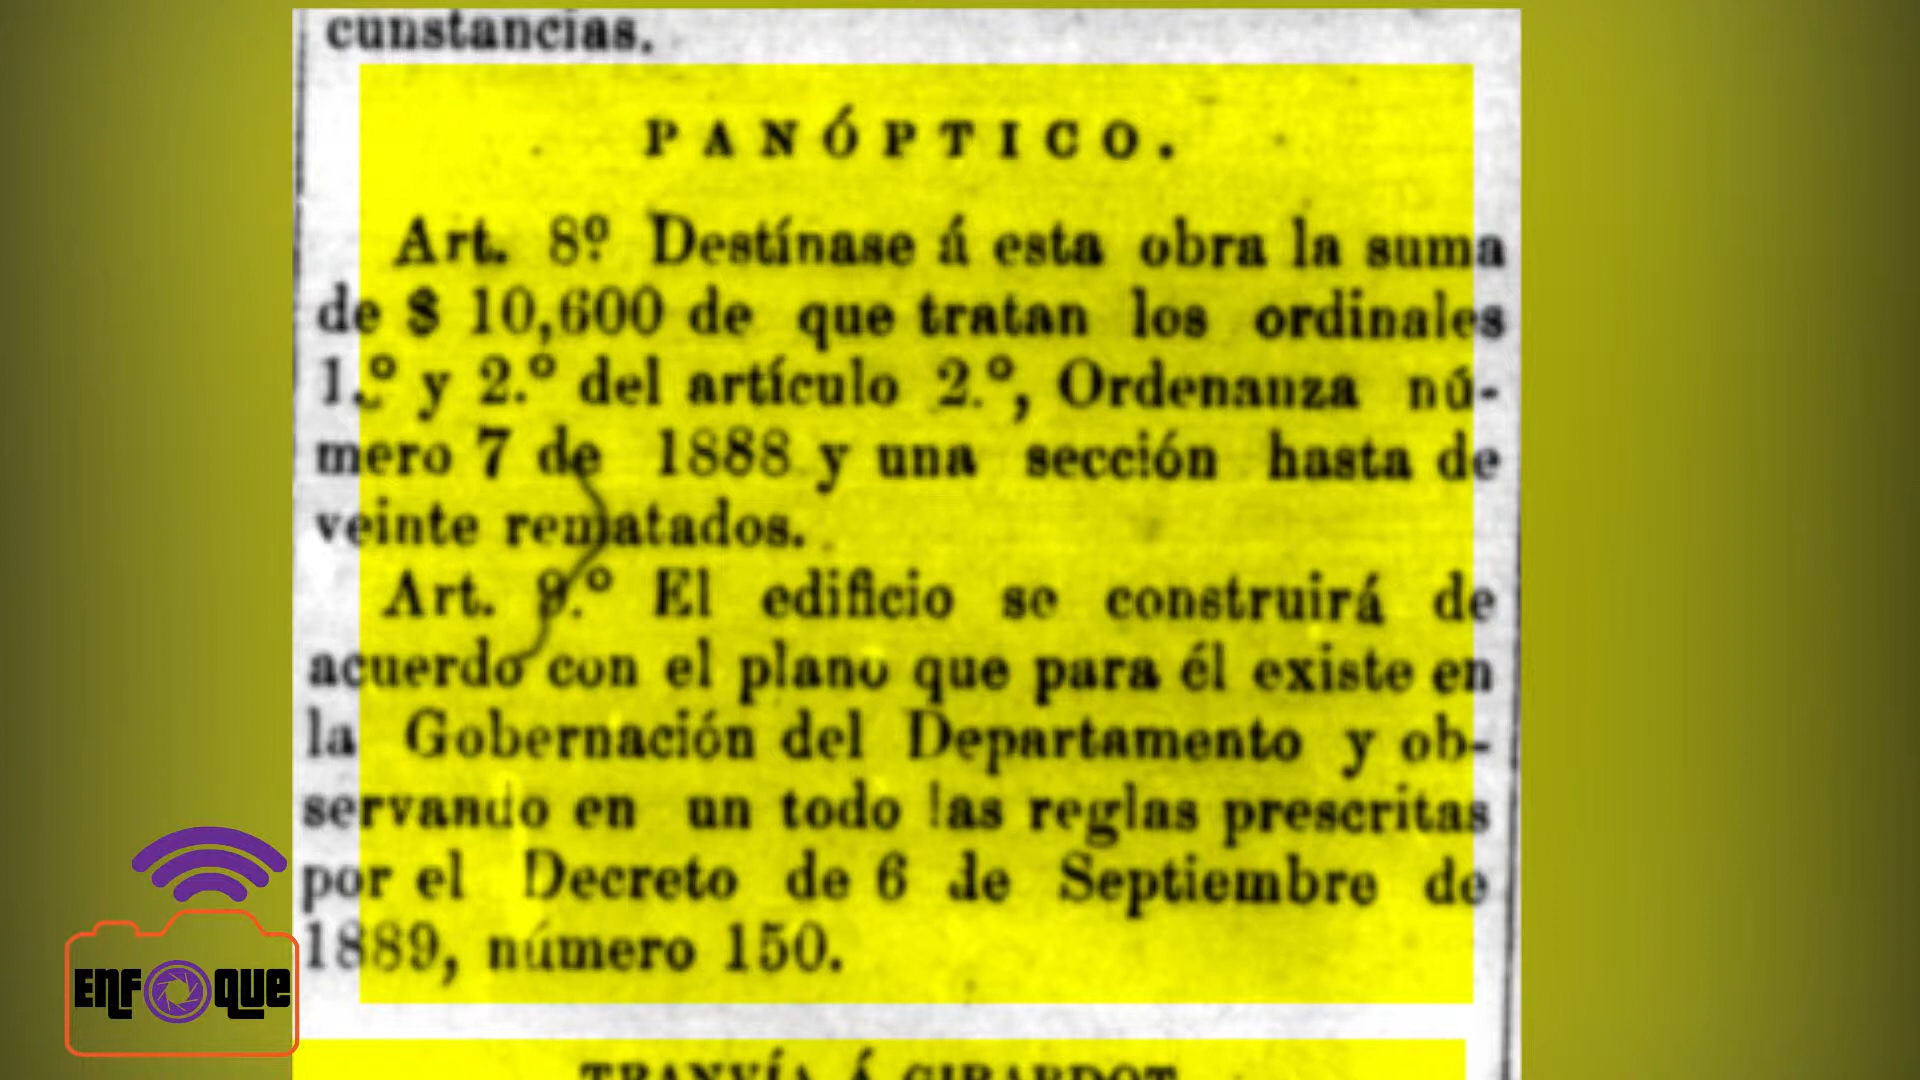 cunstancias.
PANÓPTICO.
Art. 8º Destínase á esta obra la suma
de $ 10,600 de que tratan los ordinales
1.º y 2.º del artículo 2.º, Ordenanza nú-
mero 7 de 1888 y una sección hasta de
veinte rematados.
Art. 9.º El edificio se construirá de
acuerdo con el plano que para él existe en
la Gobernación del Departamento y ob-
servando en un todo las reglas prescritas
por el Decreto de 6 de Septiembre de
1889, número 150.
TRANVÍA Á GIRARDOT
ENFOQUE